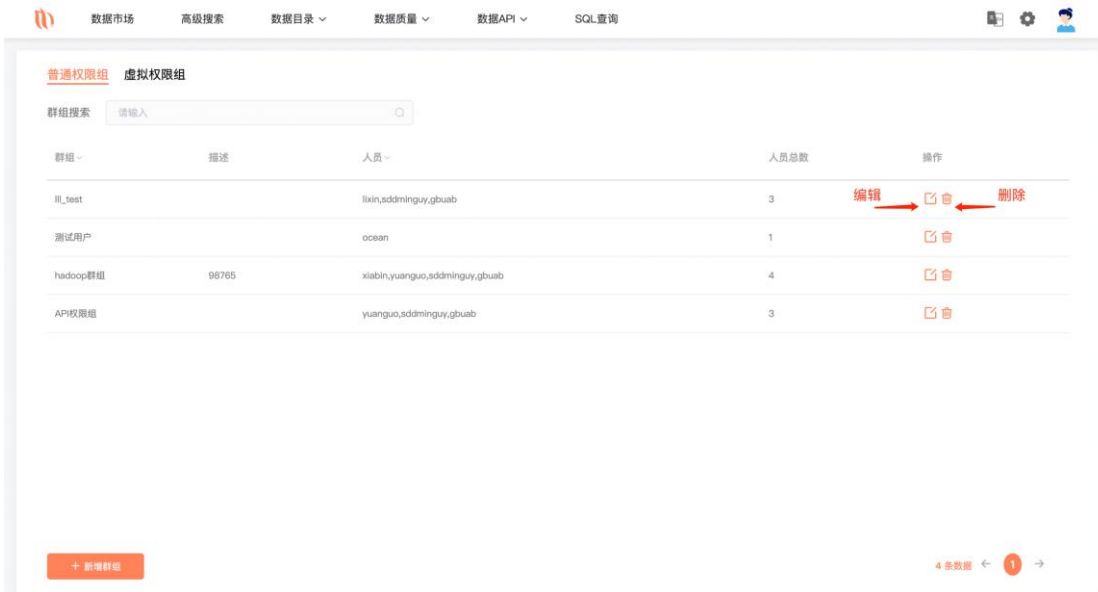 数据市场 高级搜索 数据目录 数据质量 数据API SQL查询
普通权限组 虚拟权限组
群组搜索 请输入
群组 描述 人员 人员总数 操作
lll_test lixin,sddminguy,gbuab 3 编辑 删除
测试用户 ocean 1
hadoop群组 98765 xiabin,yuanguo,sddminguy,gbuab 4
API权限组 yuanguo,sddminguy,gbuab 3
+ 新增群组 4 条数据 ← 1 →